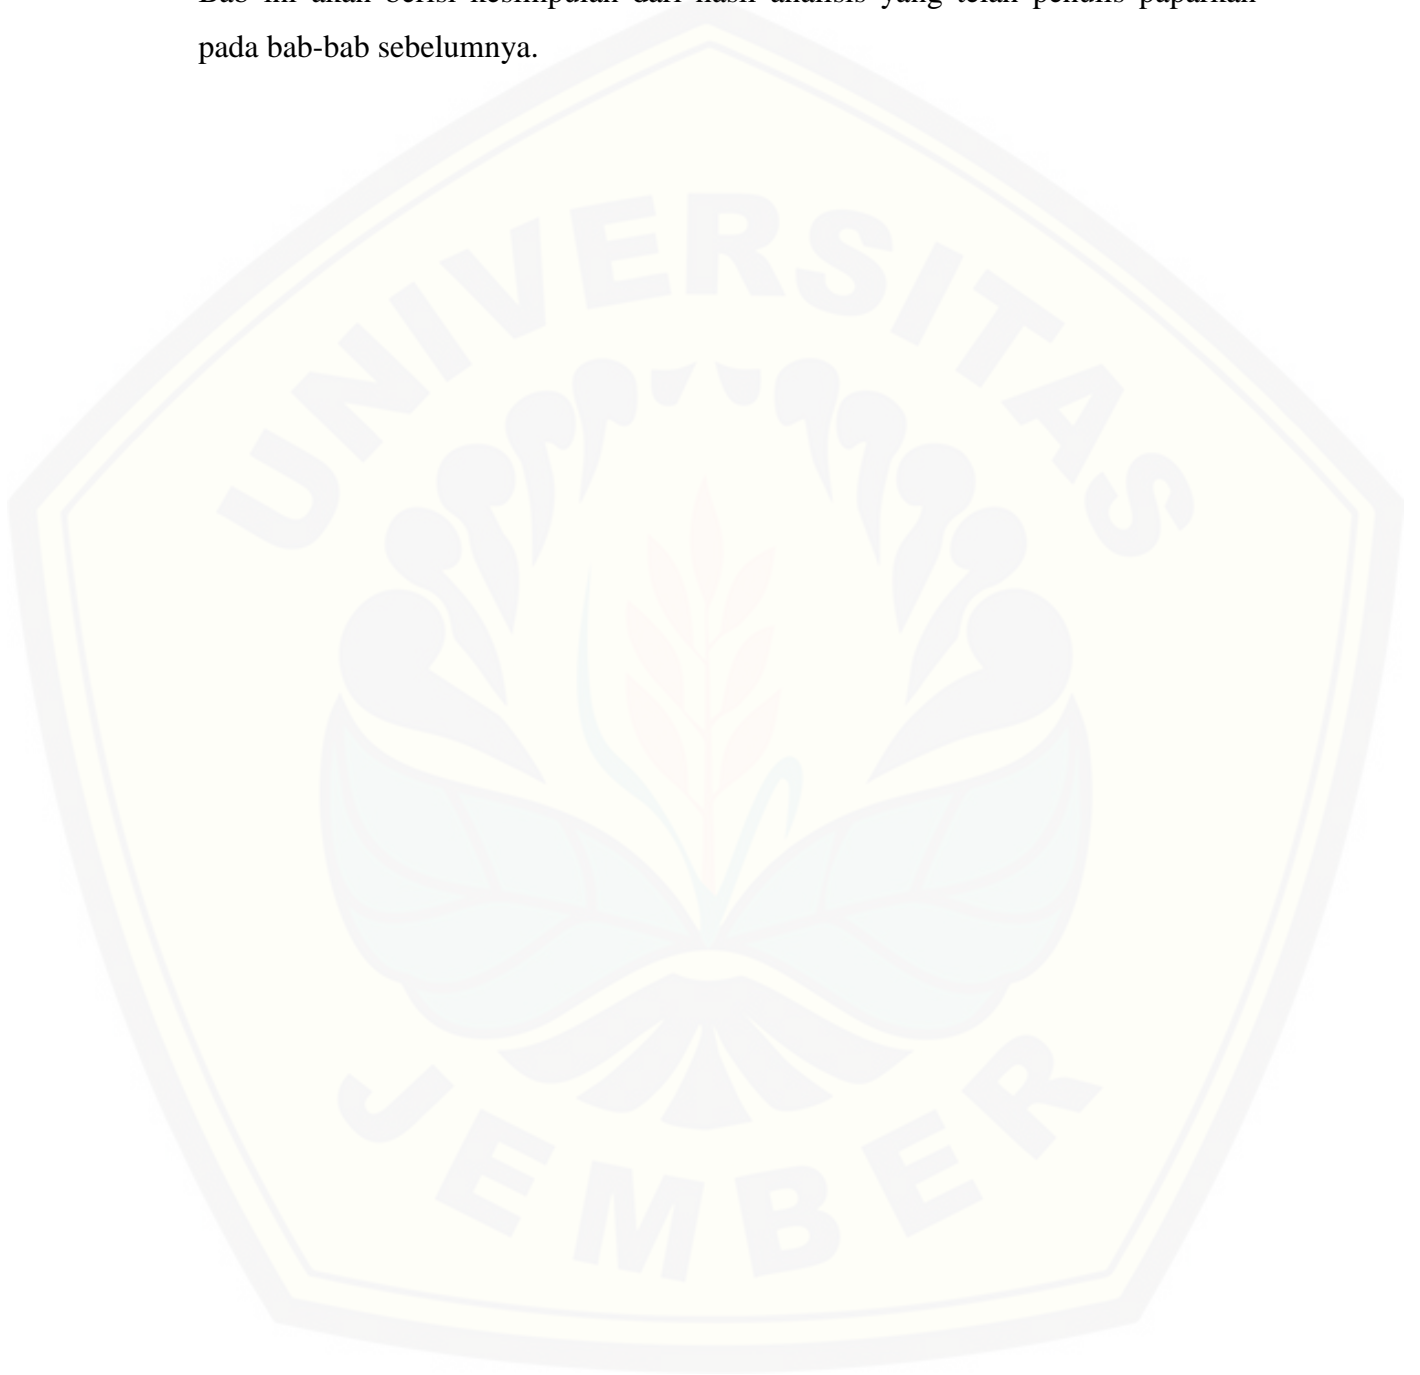 Bab ini akan berisi kesimpulan dari hasil analisis yang telah penulis paparkan
pada bab-bab sebelumnya.
UNIVERSITAS
JEMBER